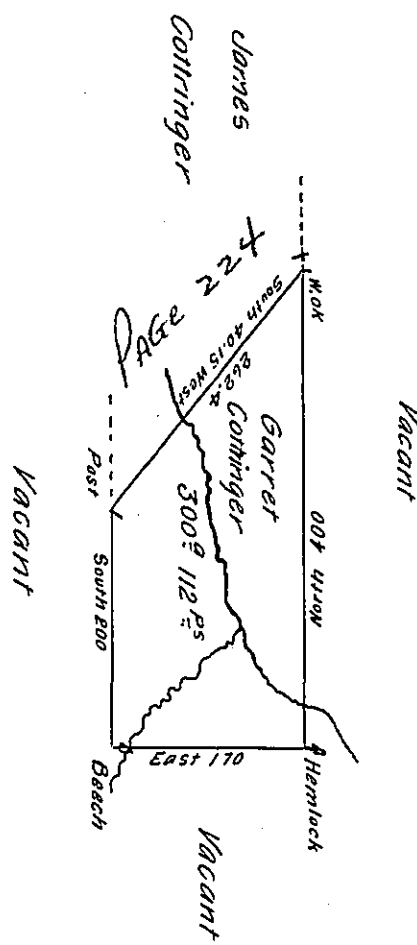 James
Cottringer
Vacant
W.OK
PAGE 422
South 40.15 West
262.4
Garret
Cottringer
300a 112ps
North 400
Post
South 200
Vacant
East 170
Hemlock
Beech
Vacant